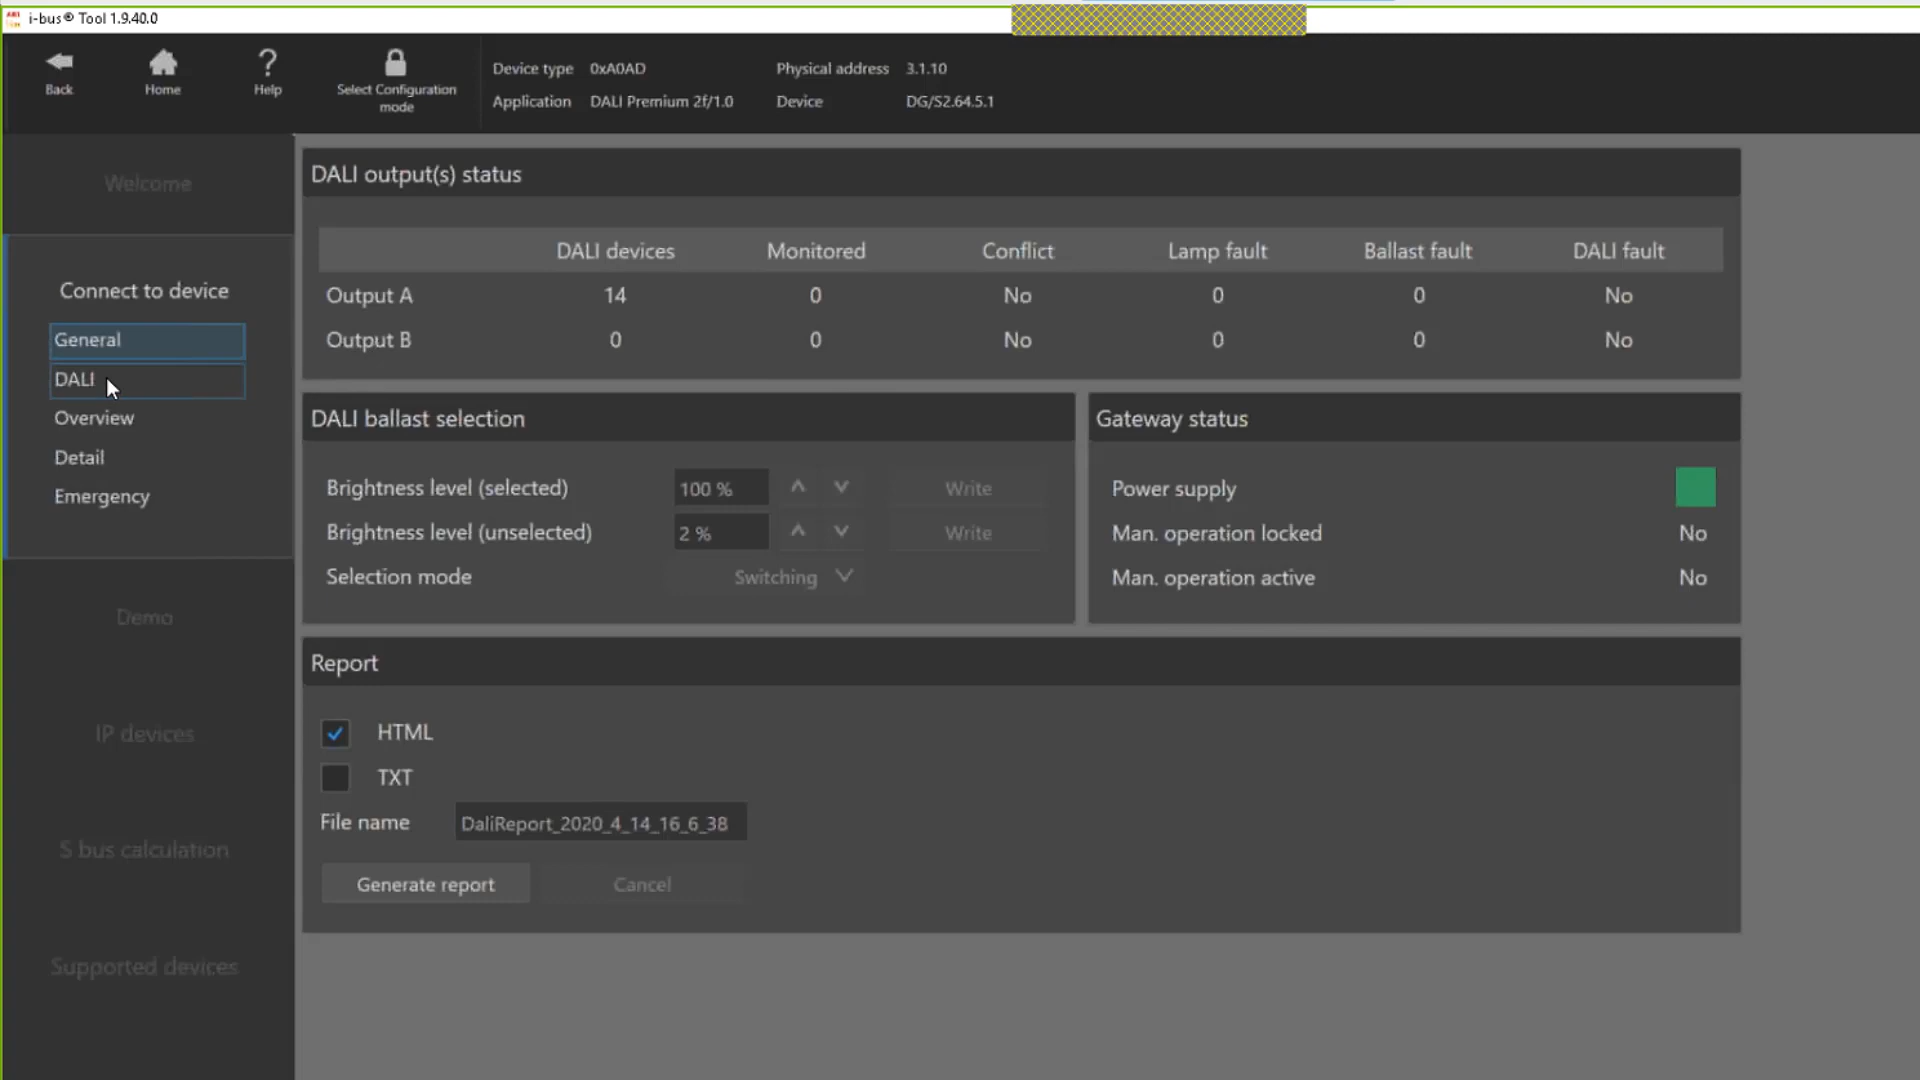 i-bus® Tool 1.9.40.0
Back
Home
Help
Select Configuration
mode
Device type 0xA0AD
Physical address 3.1.10
Application DALI Premium 2f/1.0
Device DG/S2.64.5.1
Welcome
Connect to device
General
DALI
Overview
Detail
Emergency
Demo
IP devices
S bus calculation
Supported devices
DALI output(s) status
DALI devices Monitored Conflict Lamp fault Ballast fault DALI fault
Output A 14 0 No 0 0 No
Output B 0 0 No 0 0 No
DALI ballast selection
Brightness level (selected) 100 % Write
Brightness level (unselected) 2 % Write
Selection mode Switching
Gateway status
Power supply
Man. operation locked No
Man. operation active No
Report
HTML
TXT
File name DaliReport_2020_4_14_16_6_38
Generate report Cancel